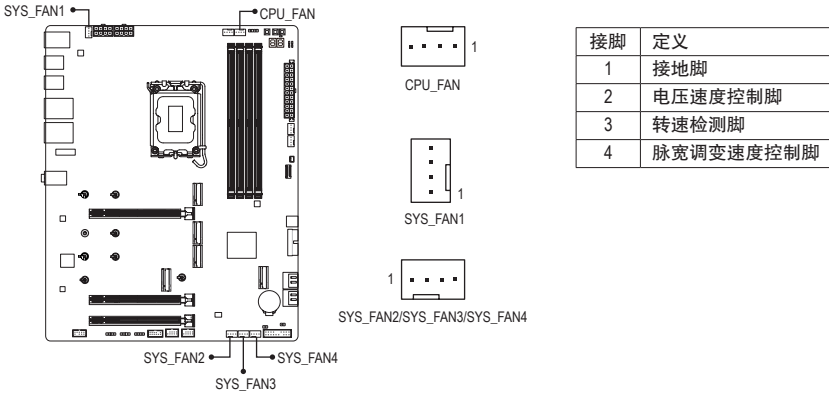 SYS_FAN1
CPU_FAN
1
CPU_FAN
1
SYS_FAN1
1
SYS_FAN2/SYS_FAN3/SYS_FAN4
SYS_FAN2
SYS_FAN4
SYS_FAN3
接脚 定义
1 接地脚
2 电压速度控制脚
3 转速检测脚
4 脉宽调变速度控制脚